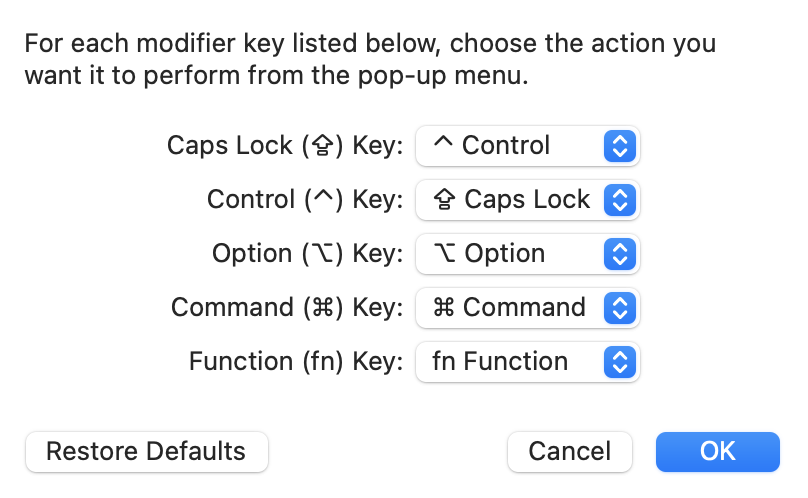 For each modifier key listed below, choose the action you
want it to perform from the pop-up menu.
Caps Lock (⇪) Key: ^ Control
Control (^) Key: ⇪ Caps Lock
Option (⌥) Key: ⌥ Option
Command (⌘) Key: ⌘ Command
Function (fn) Key: fn Function
Restore Defaults Cancel OK